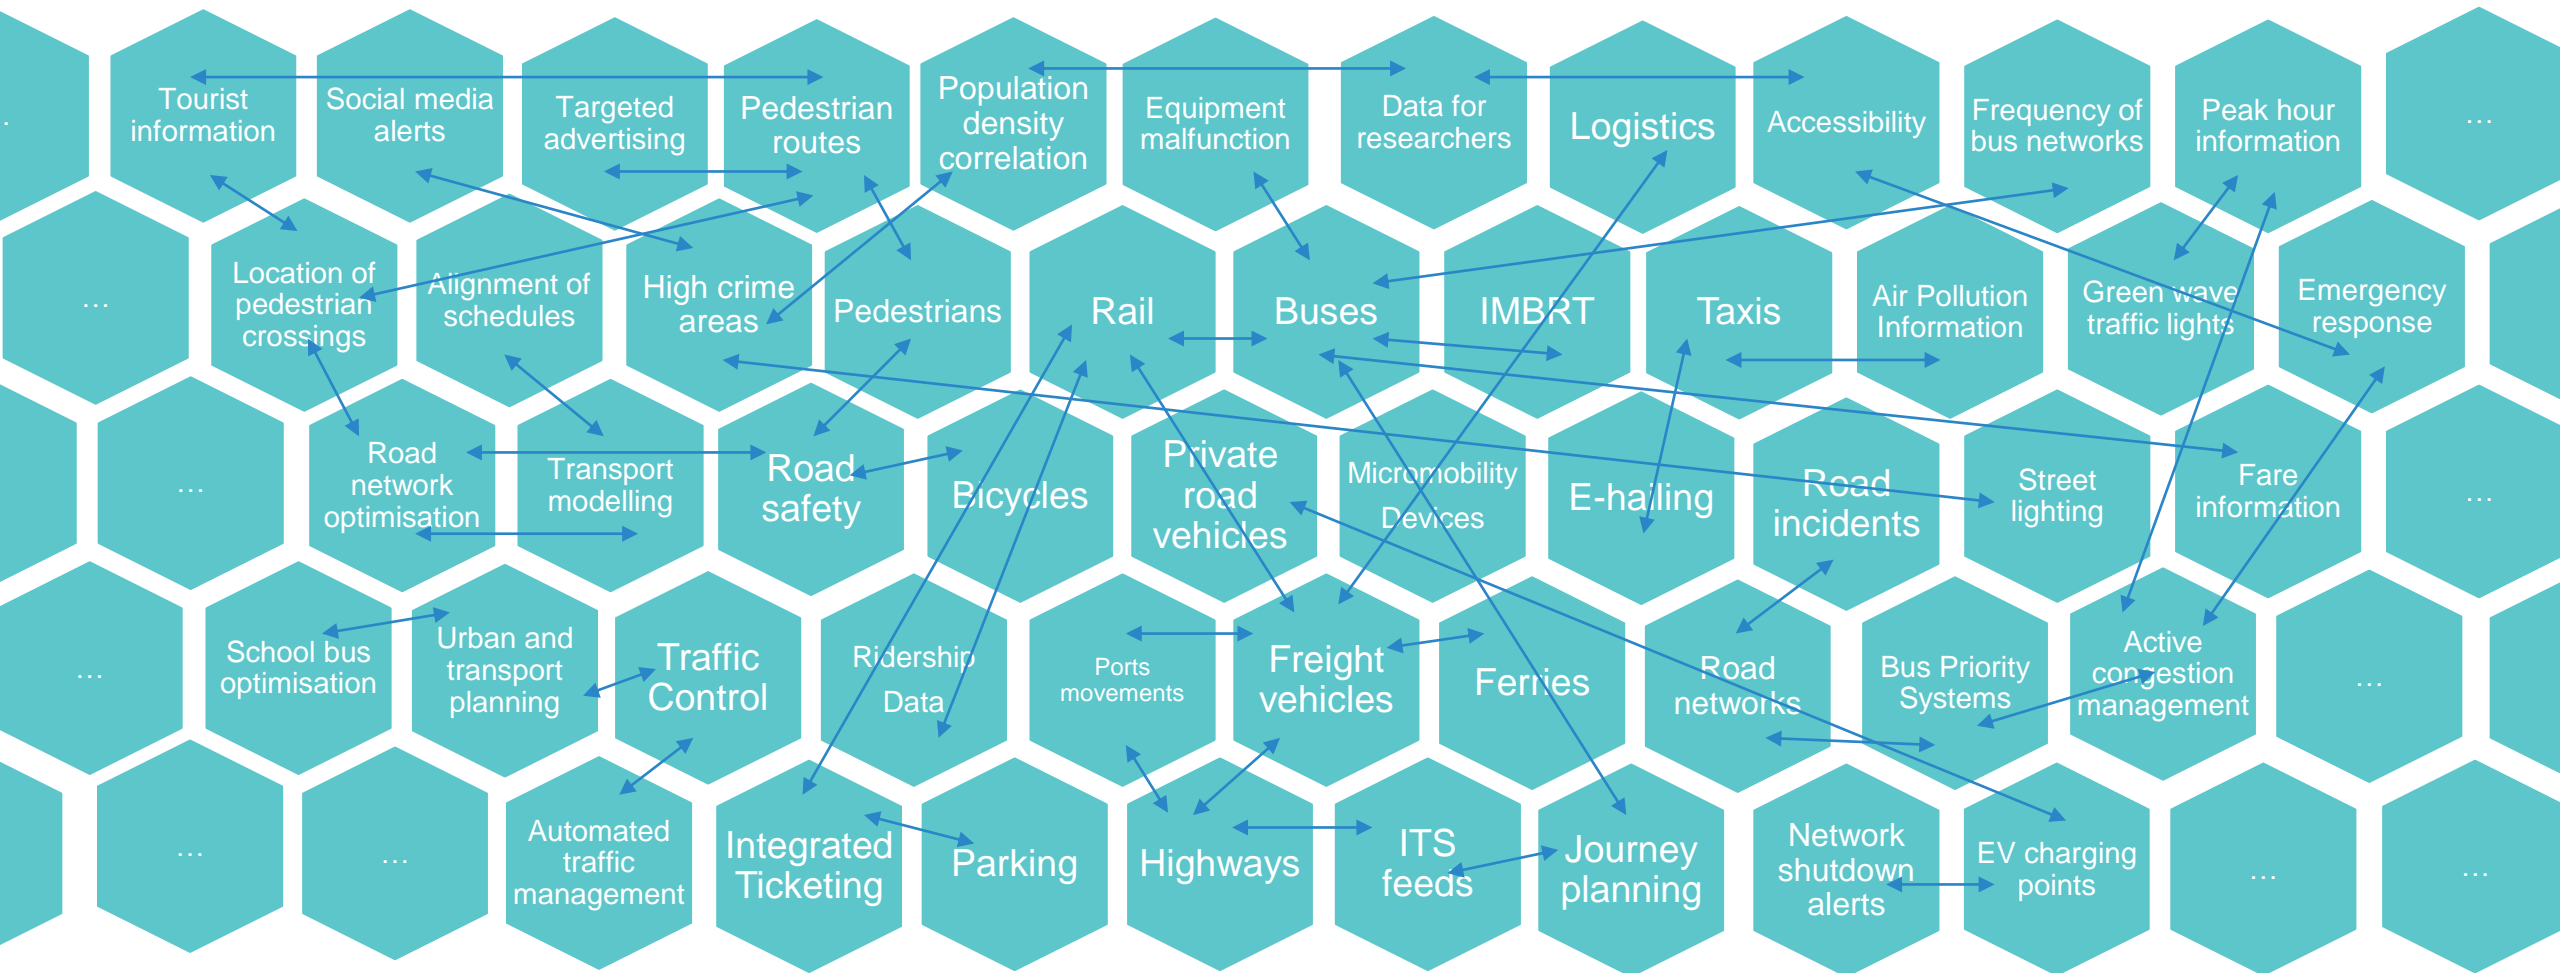 .
Tourist
information
Social media
alerts
Targeted
advertising
Pedestrian
routes
Population
density
correlation
Equipment
malfunction
Data for
researchers
Logistics
Accessibility
Frequency of
bus networks
Peak hour
information
...
...
Location of
pedestrian
crossings
Alignment of
schedules
High crime
areas
Pedestrians
Rail
Buses
IMBRT
Taxis
Air Pollution
Information
Green wave
traffic lights
Emergency
response
...
Road
network
optimisation
Transport
modelling
Road
safety
Bicycles
Private
road
vehicles
Micromobility
Devices
E-hailing
Road
incidents
Street
lighting
Fare
information
...
...
School bus
optimisation
Urban and
transport
planning
Traffic
Control
Ridership
Data
Ports
movements
Freight
vehicles
Ferries
Road
networks
Bus Priority
Systems
Active
congestion
management
...
...
...
Automated
traffic
management
Integrated
Ticketing
Parking
Highways
ITS
feeds
Journey
planning
Network
shutdown
alerts
EV charging
points
...
...